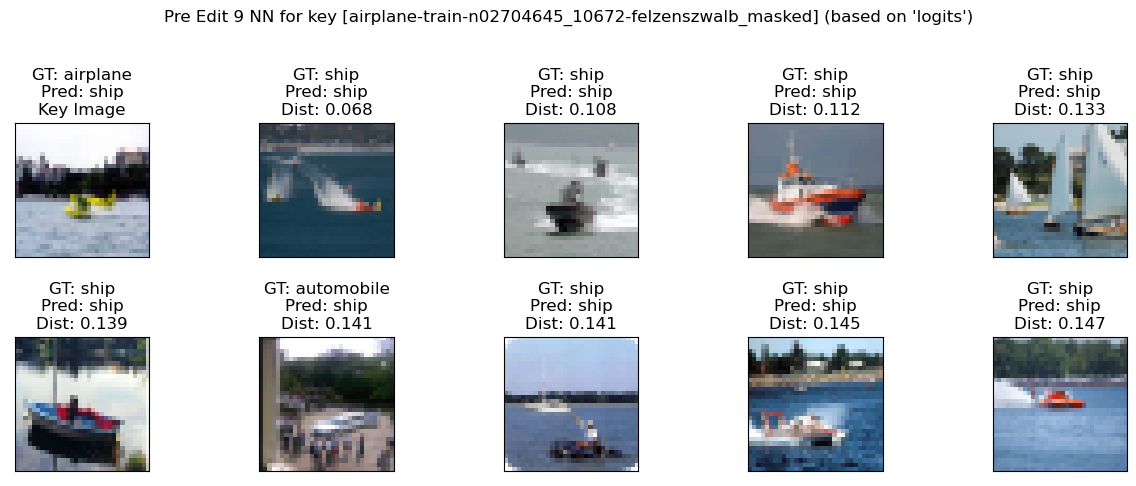 Pre Edit 9 NN for key [airplane-train-n02704645_10672-felzenszwalb_masked] (based on 'logits')
GT: airplane
Pred: ship
Key Image
GT: ship
Pred: ship
Dist: 0.068
GT: ship
Pred: ship
Dist: 0.108
GT: ship
Pred: ship
Dist: 0.112
GT: ship
Pred: ship
Dist: 0.133
GT: ship
Pred: ship
Dist: 0.139
GT: automobile
Pred: ship
Dist: 0.141
GT: ship
Pred: ship
Dist: 0.141
GT: ship
Pred: ship
Dist: 0.145
GT: ship
Pred: ship
Dist: 0.147